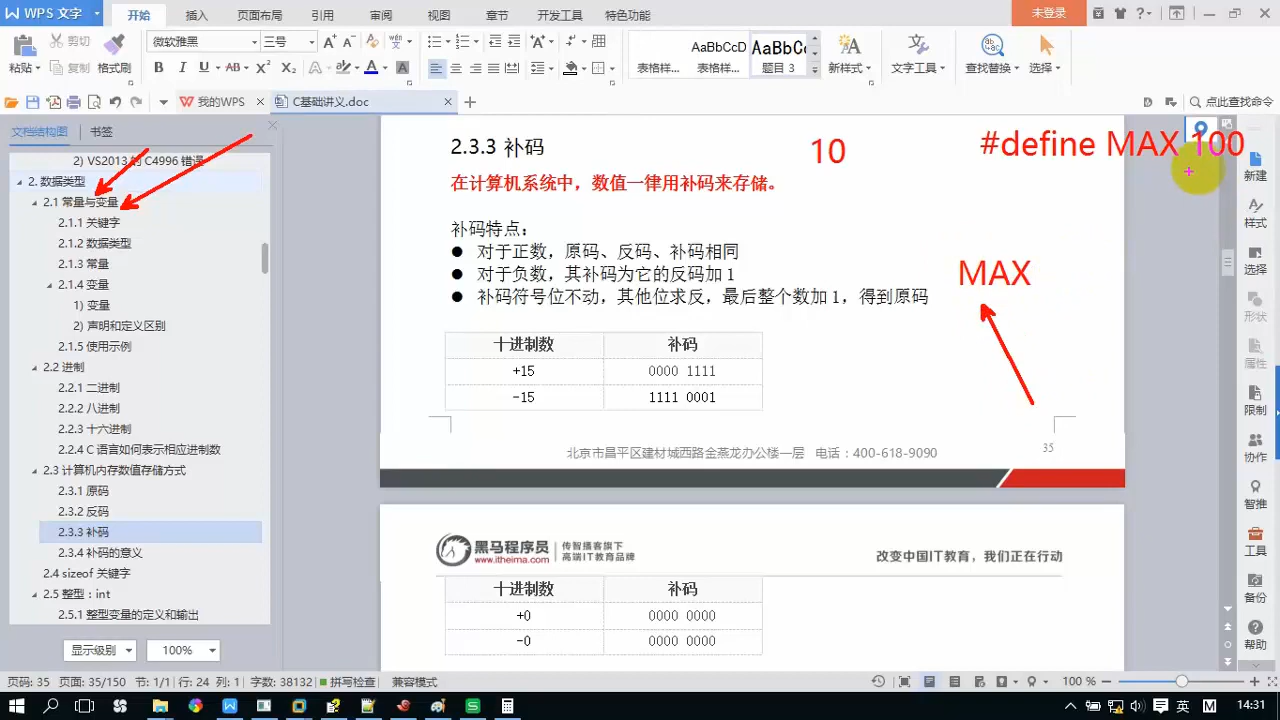 WPS 文字
开始 插入 页面布局 引用 审阅 视图 章节 开发工具 特色功能
未登录
剪切
微软雅黑 三号
AaBbCcD AaBbCc
粘贴 复制 格式刷
表格样... 表格样... 题目 3
新样式 文字工具 查找替换 选择
我的WPS
C基础讲义.doc
点此查找命令
文档结构图 书签
2) VS2013 的 C4996 错误
2. 数据类型
2.1 常量与变量
2.1.1 关键字
2.1.2 数据类型
2.1.3 常量
2.1.4 变量
1) 变量
2) 声明和定义区别
2.1.5 使用示例
2.2 进制
2.2.1 二进制
2.2.2 八进制
2.2.3 十六进制
2.2.4 C 语言如何表示相应进制数
2.3 计算机内存数值存储方式
2.3.1 原码
2.3.2 反码
2.3.3 补码
2.3.4 补码的意义
2.4 sizeof 关键字
2.5 整型：int
2.5.1 整型变量的定义和输出
显示级别 100%
2.3.3 补码
10
#define MAX 100
在计算机系统中，数值一律用补码来存储。
补码特点：
● 对于正数，原码、反码、补码相同
● 对于负数，其补码为它的反码加 1
● 补码符号位不动，其他位求反，最后整个数加 1，得到原码
MAX
十进制数 补码
+15 0000 1111
-15 1111 0001
北京市昌平区建材城西路金燕龙办公楼一层 电话：400-618-9090
35
黑马程序员
www.itheima.com
传智播客旗下
高端IT教育品牌
改变中国IT教育，我们正在行动
十进制数 补码
+0 0000 0000
-0 0000 0000
新建
样式
选择
形状
属性
限制
协作
智推
工具
备份
帮助
页码: 35 页面: 35/150 节: 1/1 行: 24 列: 1 字数: 38132 拼写检查 兼容模式
100 %
英 M 14:31